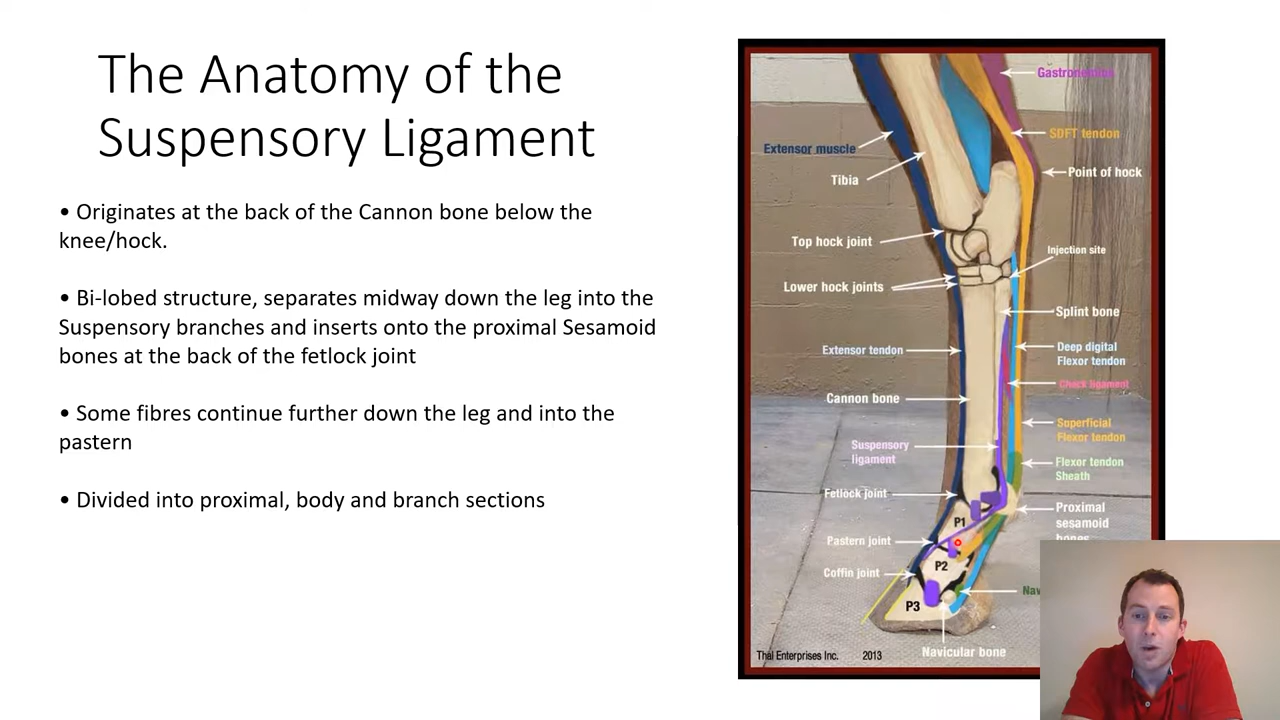 The Anatomy of the
Suspensory Ligament
• Originates at the back of the Cannon bone below the
knee/hock.
• Bi-lobed structure, separates midway down the leg into the
Suspensory branches and inserts onto the proximal Sesamoid
bones at the back of the fetlock joint
• Some fibres continue further down the leg and into the
pastern
• Divided into proximal, body and branch sections
Gastrocnemius
SDFT tendon
Extensor muscle
Point of hock
Tibia
Top hock joint
Injection site
Lower hock joints
Splint bone
Extensor tendon
Deep digital
Flexor tendon
Check ligament
Cannon bone
Superficial
Flexor tendon
Suspensory
ligament
Flexor tendon
Sheath
Fetlock joint
Proximal
sesamoid
bones
P1
Pastern joint
P2
Coffin joint
Nav
P3
Navicular bone
Thal Enterprises Inc. 2013